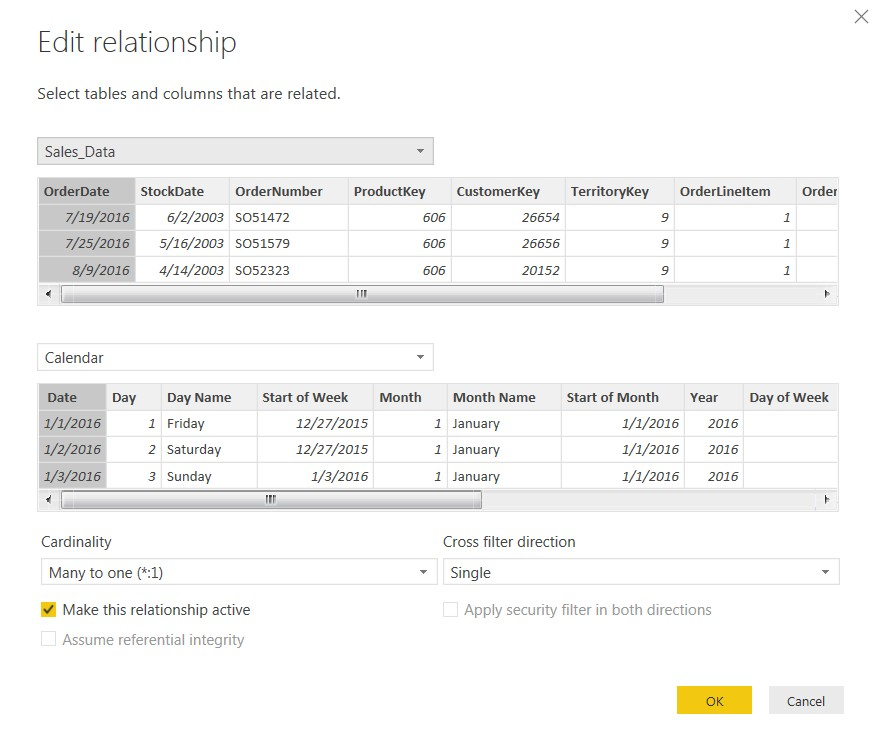 Edit relationship
Select tables and columns that are related.
Sales_Data
OrderDate StockDate OrderNumber ProductKey CustomerKey TerritoryKey OrderLineItem Order
7/19/2016 6/2/2003 SO51472 606 26654 9 1
7/25/2016 5/16/2003 SO51579 606 26656 9 1
8/9/2016 4/14/2003 SO52323 606 20152 9 1
Calendar
Date Day Day Name Start of Week Month Month Name Start of Month Year Day of Week
1/1/2016 1 Friday 12/27/2015 1 January 1/1/2016 2016
1/2/2016 2 Saturday 12/27/2015 1 January 1/1/2016 2016
1/3/2016 3 Sunday 1/3/2016 1 January 1/1/2016 2016
Cardinality Cross filter direction
Many to one (*:1) Single
Make this relationship active Apply security filter in both directions
Assume referential integrity
OK Cancel